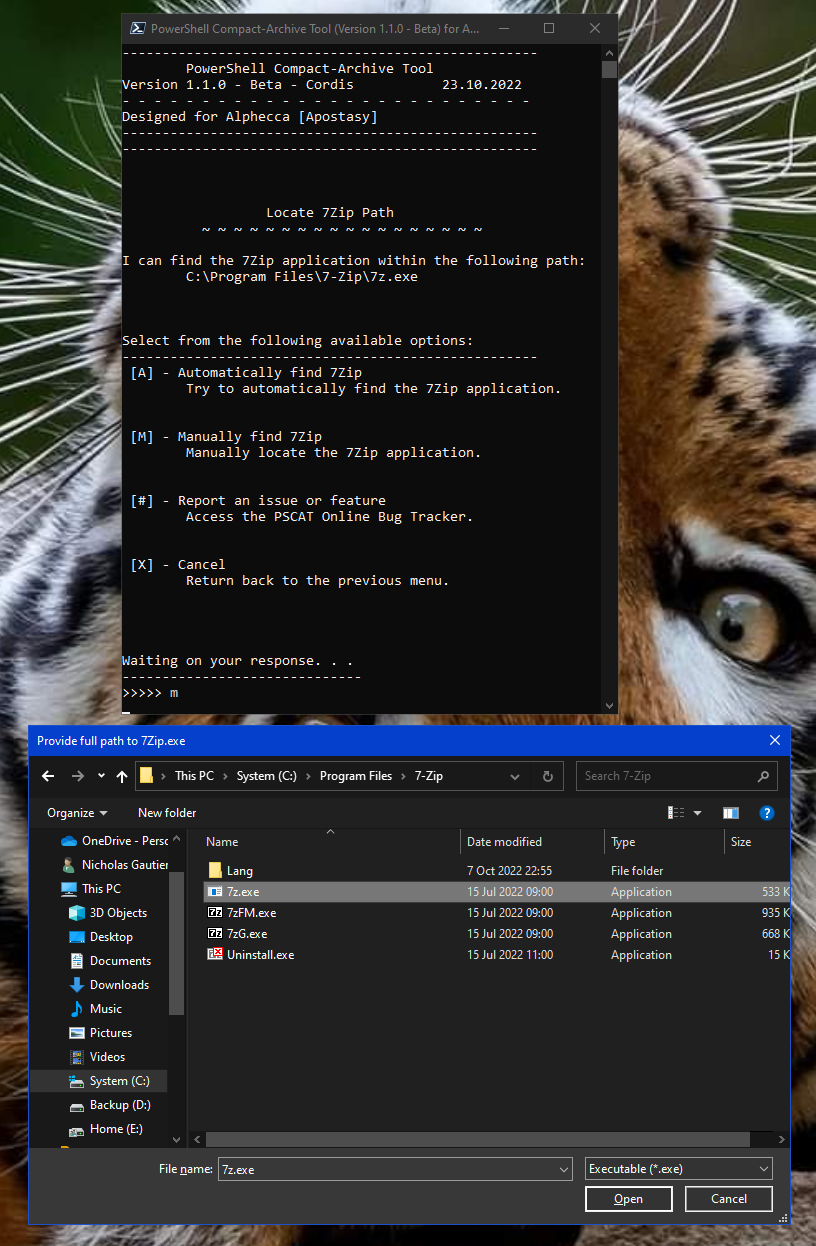 PowerShell Compact-Archive Tool (Version 1.1.0 - Beta) for A...
----------------------------------------------------
PowerShell Compact-Archive Tool
Version 1.1.0 - Beta - Cordis 23.10.2022
- - - - - - - - - - - - - - - - - - - - - - - - - -
Designed for Alphecca [Apostasy]
----------------------------------------------------
----------------------------------------------------
Locate 7Zip Path
~ ~ ~ ~ ~ ~ ~ ~ ~ ~ ~ ~ ~ ~ ~ ~ ~ ~
I can find the 7Zip application within the following path:
C:\Program Files\7-Zip\7z.exe
Select from the following available options:
----------------------------------------------------
[A] - Automatically find 7Zip
Try to automatically find the 7Zip application.
[M] - Manually find 7Zip
Manually locate the 7Zip application.
[#] - Report an issue or feature
Access the PSCAT Online Bug Tracker.
[X] - Cancel
Return back to the previous menu.
Waiting on your response. . .
------------------------------
>>>>> m
Provide full path to 7Zip.exe
This PC > System (C:) > Program Files > 7-Zip
Search 7-Zip
Organize New folder
Name Date modified Type Size
OneDrive - Perso
Nicholas Gautier
This PC
3D Objects
Desktop
Documents
Downloads
Music
Pictures
Videos
System (C:)
Backup (D:)
Home (E:)
Lang 7 Oct 2022 22:55 File folder
7z.exe 15 Jul 2022 09:00 Application 533 K
7zFM.exe 15 Jul 2022 09:00 Application 935 K
7zG.exe 15 Jul 2022 09:00 Application 668 K
Uninstall.exe 15 Jul 2022 11:00 Application 15 K
File name: 7z.exe
Executable (*.exe)
Open Cancel